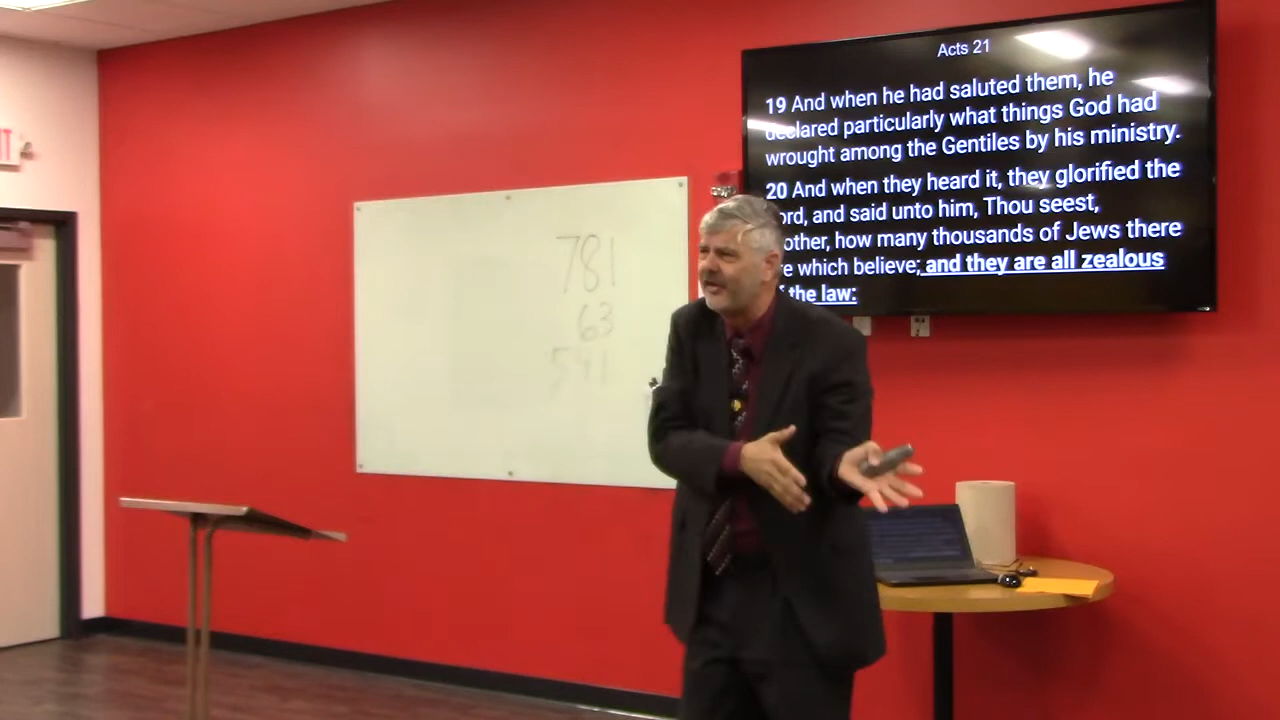 Acts 21
19 And when he had saluted them, he
declared particularly what things God had
wrought among the Gentiles by his ministry.
20 And when they heard it, they glorified the
ord, and said unto him, Thou seest,
other, how many thousands of Jews there
re which believe; and they are all zealous
the law:
781
63
541